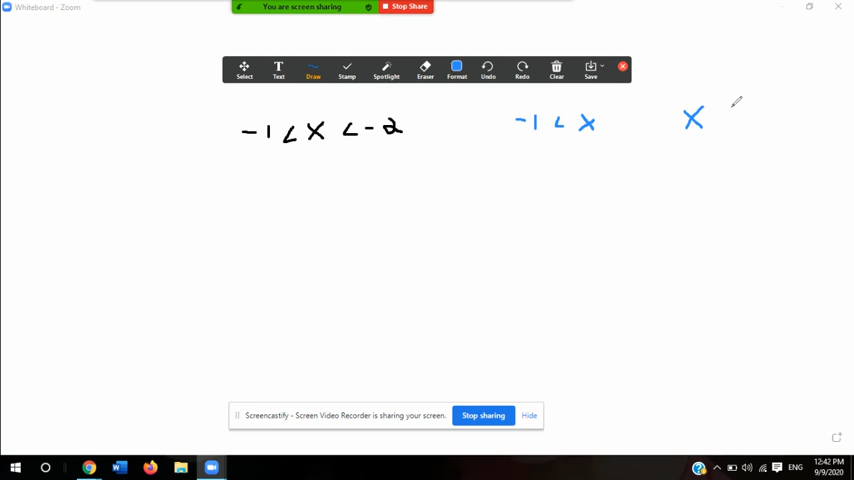 Whiteboard - Zoom
You are screen sharing
Stop Share
Select
Text
Draw
Stamp
Spotlight
Eraser
Format
Undo
Redo
Clear
Save
-1 < X < -2
-1 < X
X
Screencastify - Screen Video Recorder is sharing your screen.
Stop sharing
Hide
ENG
12:42 PM
9/9/2020